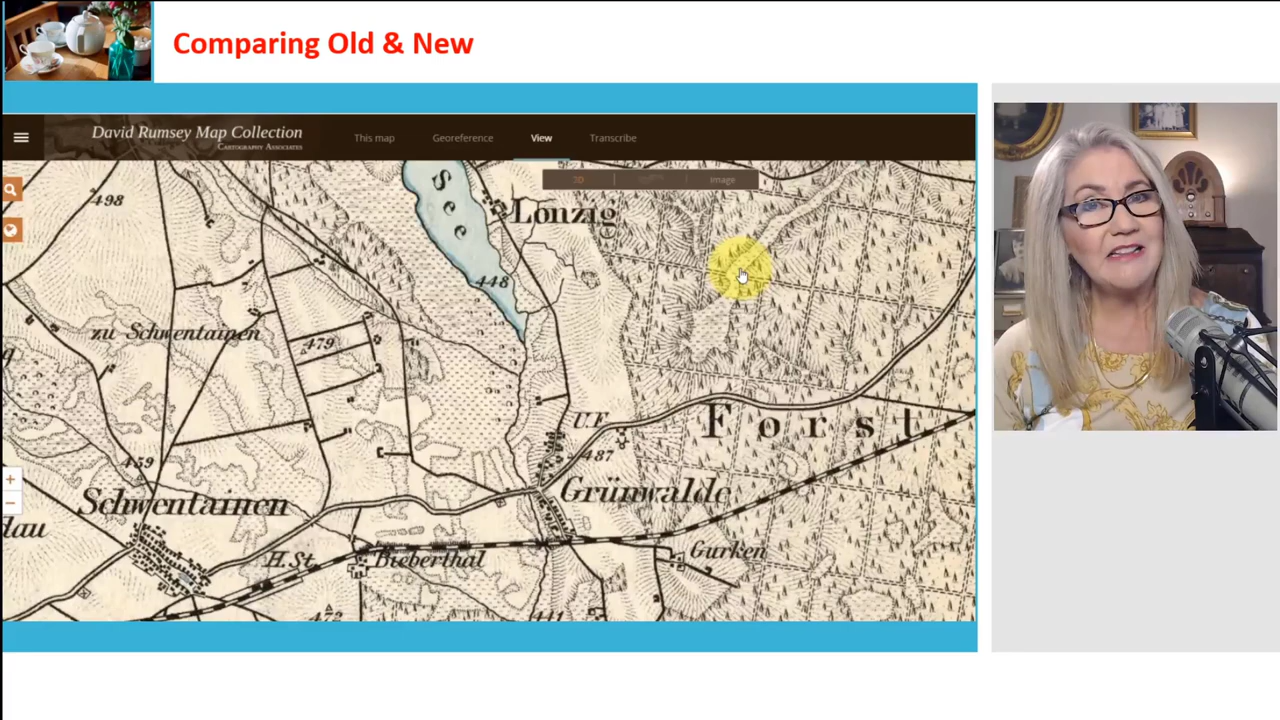 Comparing Old & New
David Rumsey Map Collection
CARTOGRAPHY ASSOCIATES
This map
Georeference
View
Transcribe
3D
Image
498
See
Lonzig
448
zu Schwentainen
479
U.F.
487
Forst
459
Schwentainen
Grünwalde
dau
H.St.
Bieberthal
Gurken
472
441